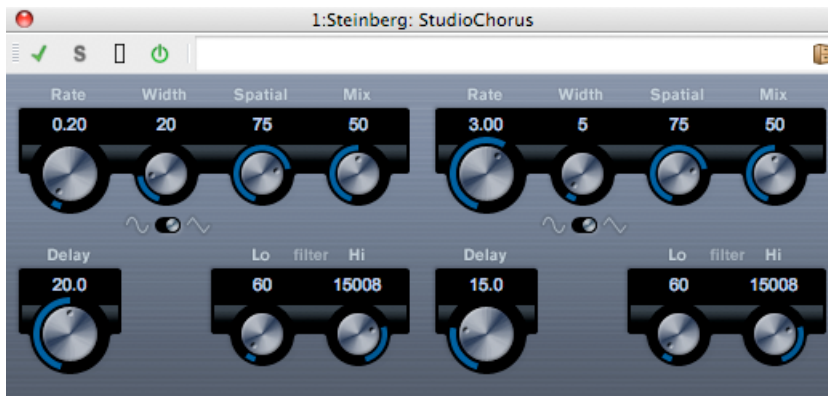 1:Steinberg: StudioChorus
S
Rate Width Spatial Mix Rate Width Spatial Mix
0.20 20 75 50 3.00 5 75 50
Delay Lo filter Hi Delay Lo filter Hi
20.0 60 15008 15.0 60 15008